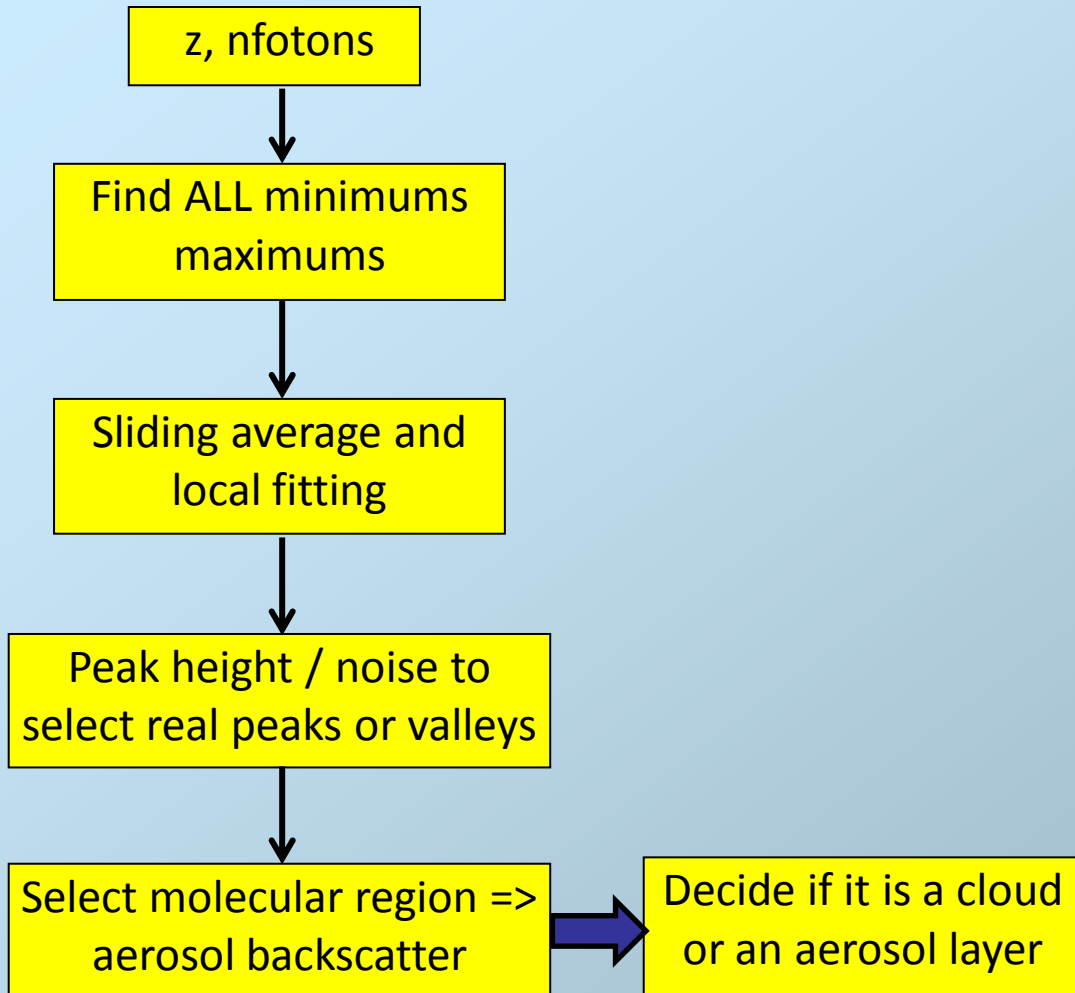 z, nfotons
Find ALL minimums
maximums
Sliding average and
local fitting
Peak height / noise to
select real peaks or valleys
Select molecular region =>
aerosol backscatter
Decide if it is a cloud
or an aerosol layer